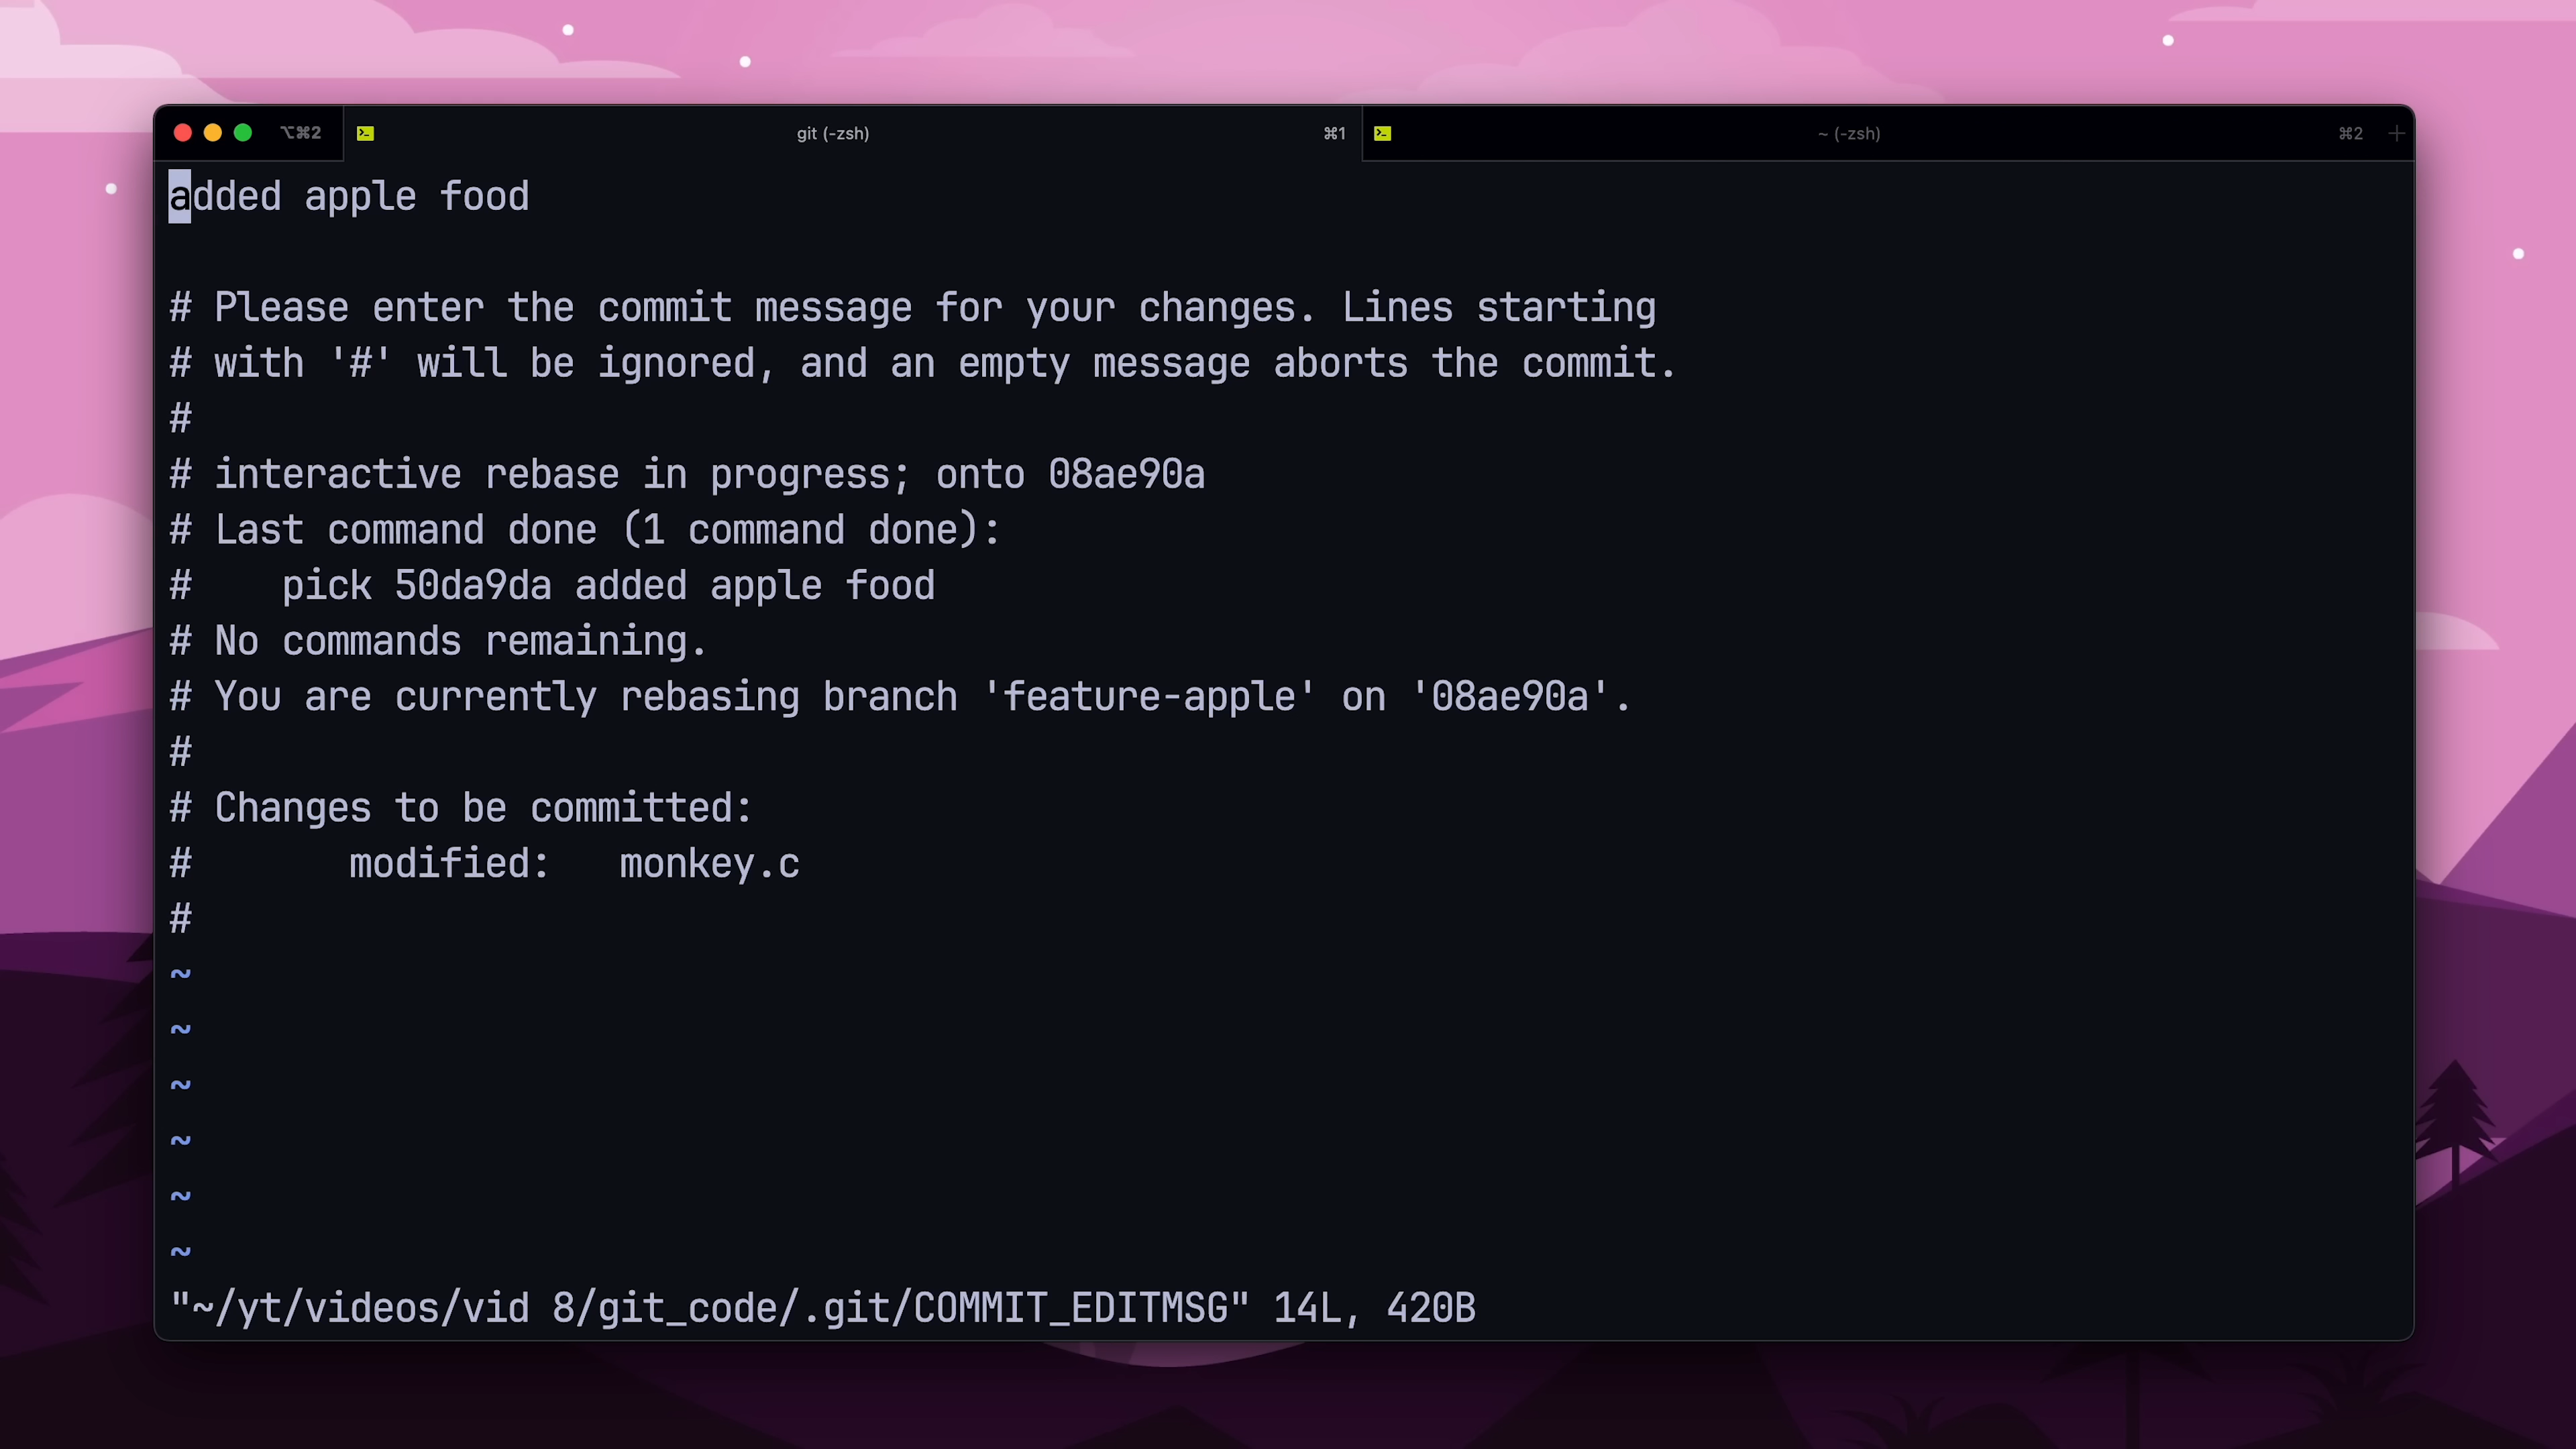 ⌥⌘2 git (-zsh) ⌘1 ~ (-zsh) ⌘2 +
added apple food
# Please enter the commit message for your changes. Lines starting
# with '#' will be ignored, and an empty message aborts the commit.
#
# interactive rebase in progress; onto 08ae90a
# Last command done (1 command done):
#    pick 50da9da added apple food
# No commands remaining.
# You are currently rebasing branch 'feature-apple' on '08ae90a'.
#
# Changes to be committed:
#       modified:   monkey.c
#
~
~
~
~
~
~
"~/yt/videos/vid 8/git_code/.git/COMMIT_EDITMSG" 14L, 420B